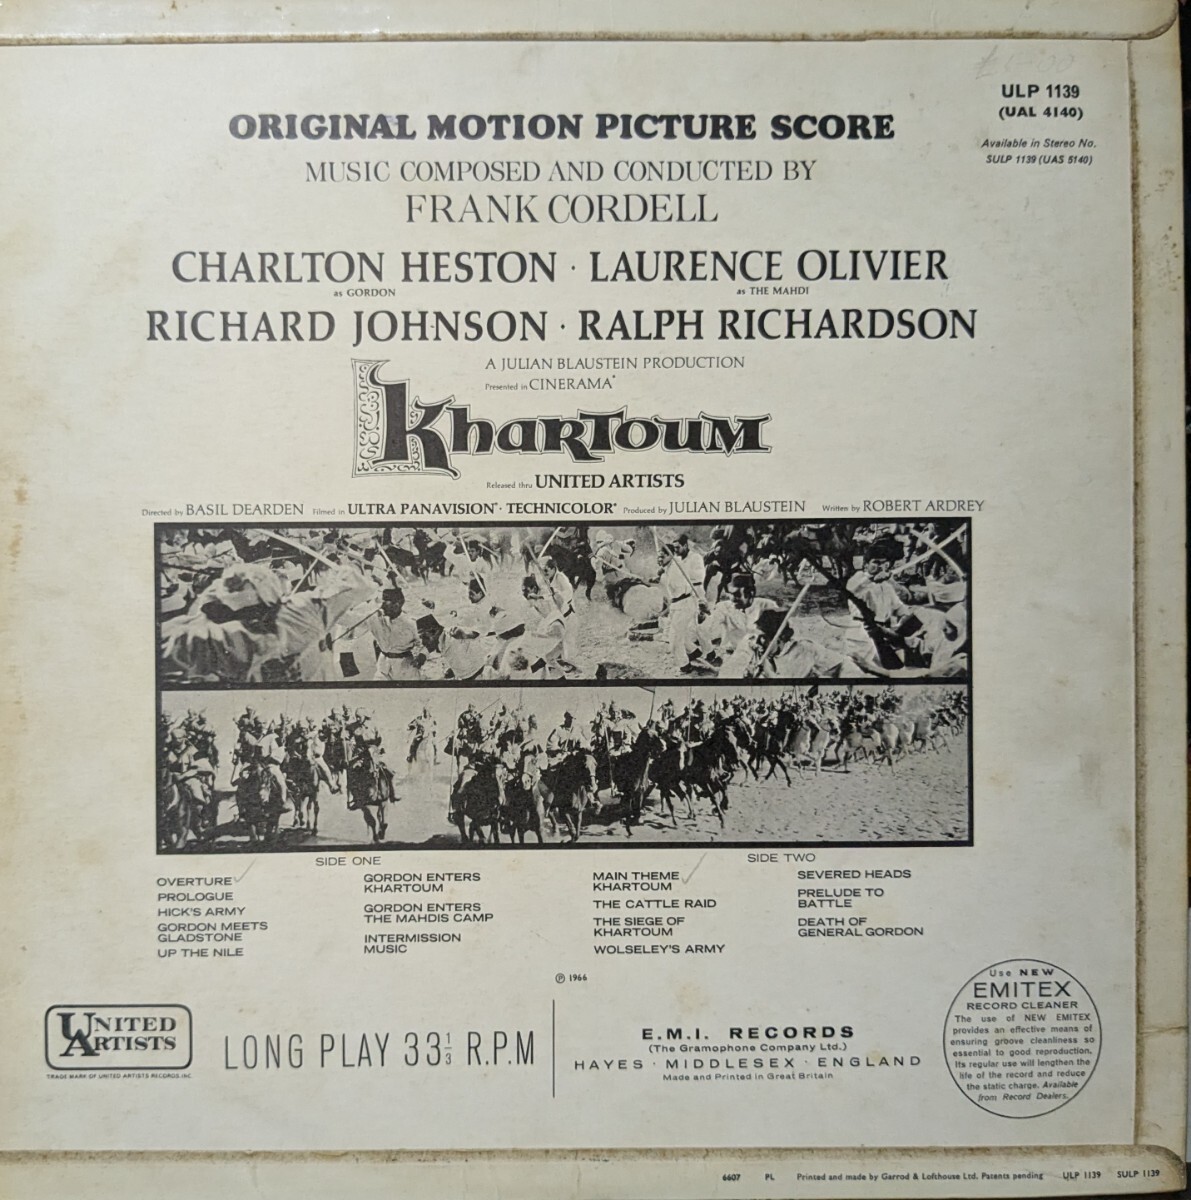 ULP 1139
(UAL 4140)
Available in Stereo No.
SULP 1139 (UAS 5140)
ORIGINAL MOTION PICTURE SCORE
MUSIC COMPOSED AND CONDUCTED BY
FRANK CORDELL
CHARLTON HESTON · LAURENCE OLIVIER
as GORDON as THE MAHDI
RICHARD JOHNSON · RALPH RICHARDSON
A JULIAN BLAUSTEIN PRODUCTION
Presented in CINERAMA®
Khartoum
Released thru UNITED ARTISTS
Directed by BASIL DEARDEN Filmed in ULTRA PANAVISION® · TECHNICOLOR® Produced by JULIAN BLAUSTEIN Written by ROBERT ARDREY
SIDE ONE
OVERTURE
PROLOGUE
HICK'S ARMY
GORDON MEETS
GLADSTONE
UP THE NILE
GORDON ENTERS
KHARTOUM
GORDON ENTERS
THE MAHDIS CAMP
INTERMISSION
MUSIC
SIDE TWO
MAIN THEME
KHARTOUM
THE CATTLE RAID
THE SIEGE OF
KHARTOUM
WOLSELEY'S ARMY
SEVERED HEADS
PRELUDE TO
BATTLE
DEATH OF
GENERAL GORDON
℗ 1966
UNITED
ARTISTS
TRADE MARK OF UNITED ARTISTS RECORDS, INC.
LONG PLAY 33⅓ R.P.M
E.M.I. RECORDS
(The Gramophone Company Ltd.)
HAYES · MIDDLESEX · ENGLAND
Made and Printed in Great Britain
Use NEW
EMITEX
RECORD CLEANER
The use of NEW EMITEX
provides an effective means of
ensuring groove cleanliness so
essential to good reproduction.
Its regular use will lengthen the
life of the record and reduce
the static charge. Available
from Record Dealers.
6607 PL Printed and made by Garrod & Lofthouse Ltd. Patents pending ULP 1139 SULP 1139